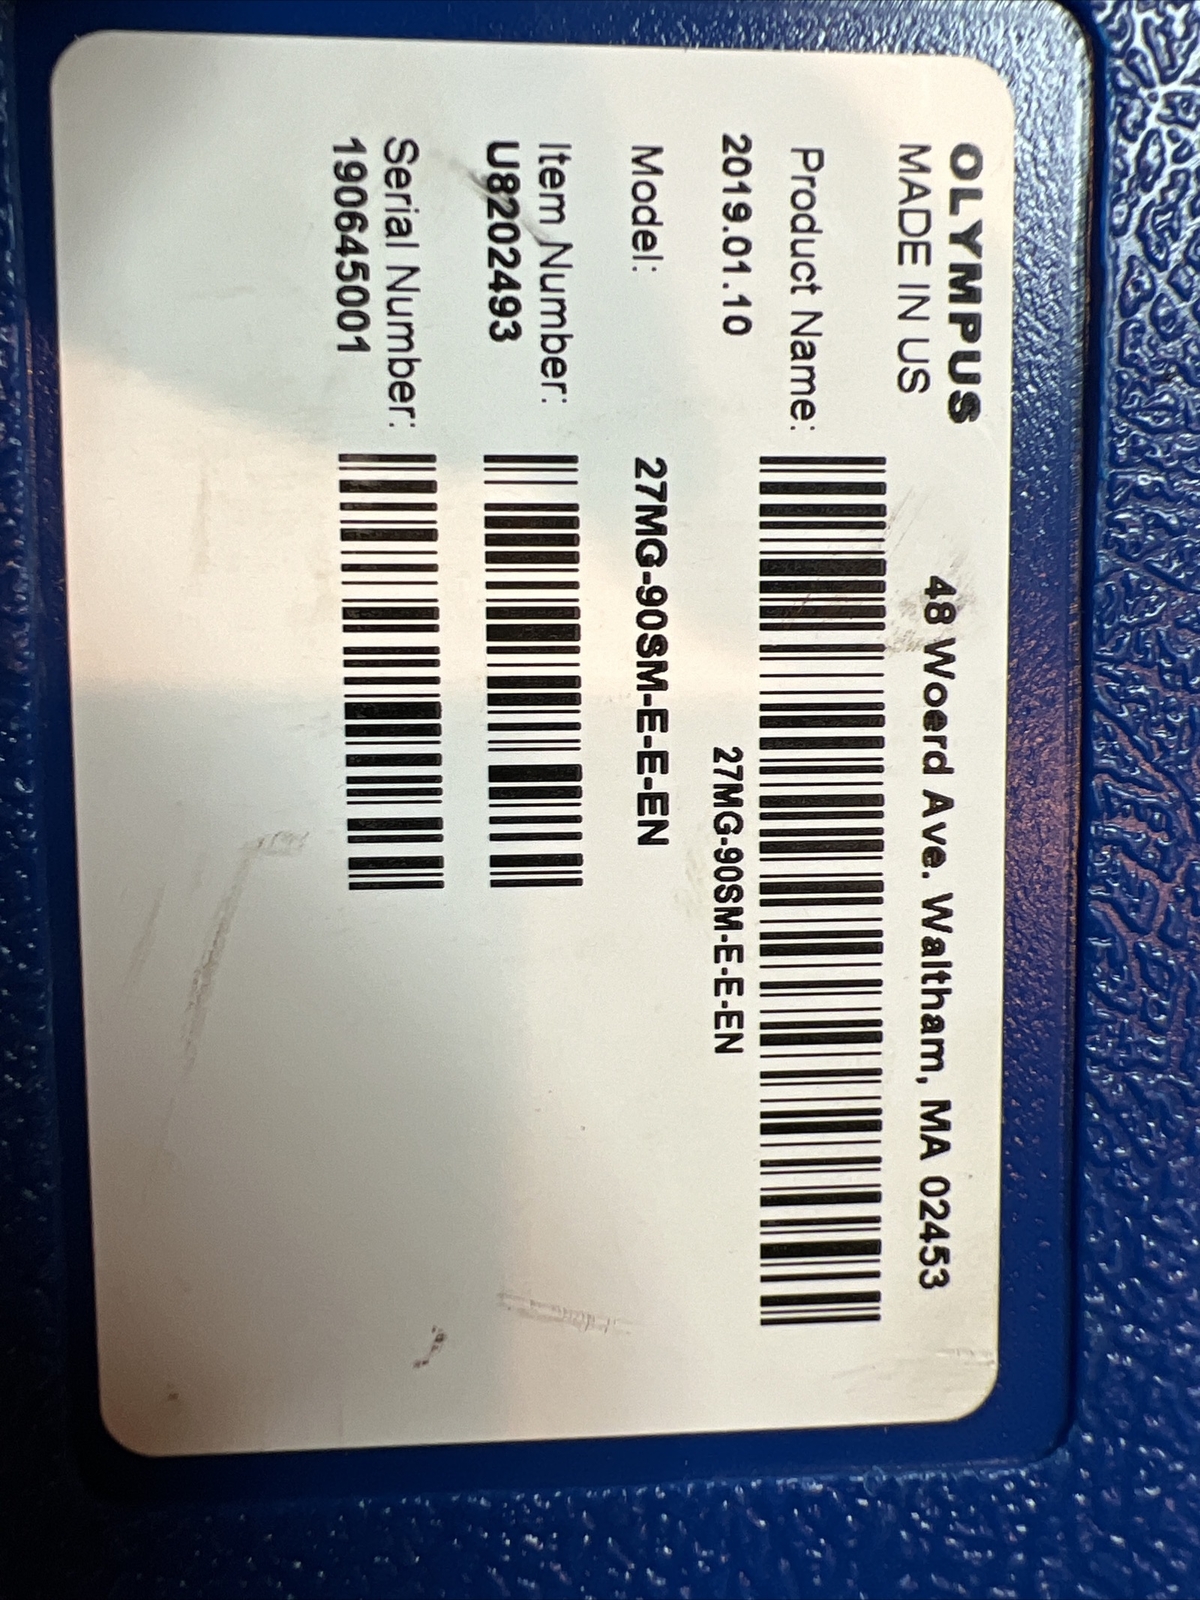 OLYMPUS
MADE IN US
48 Woerd Ave. Waltham, MA 02453
Product Name:
2019.01.10
27MG-90SM-E-E-EN
Model: 27MG-90SM-E-E-EN
Item Number:
U8202493
Serial Number:
190645001